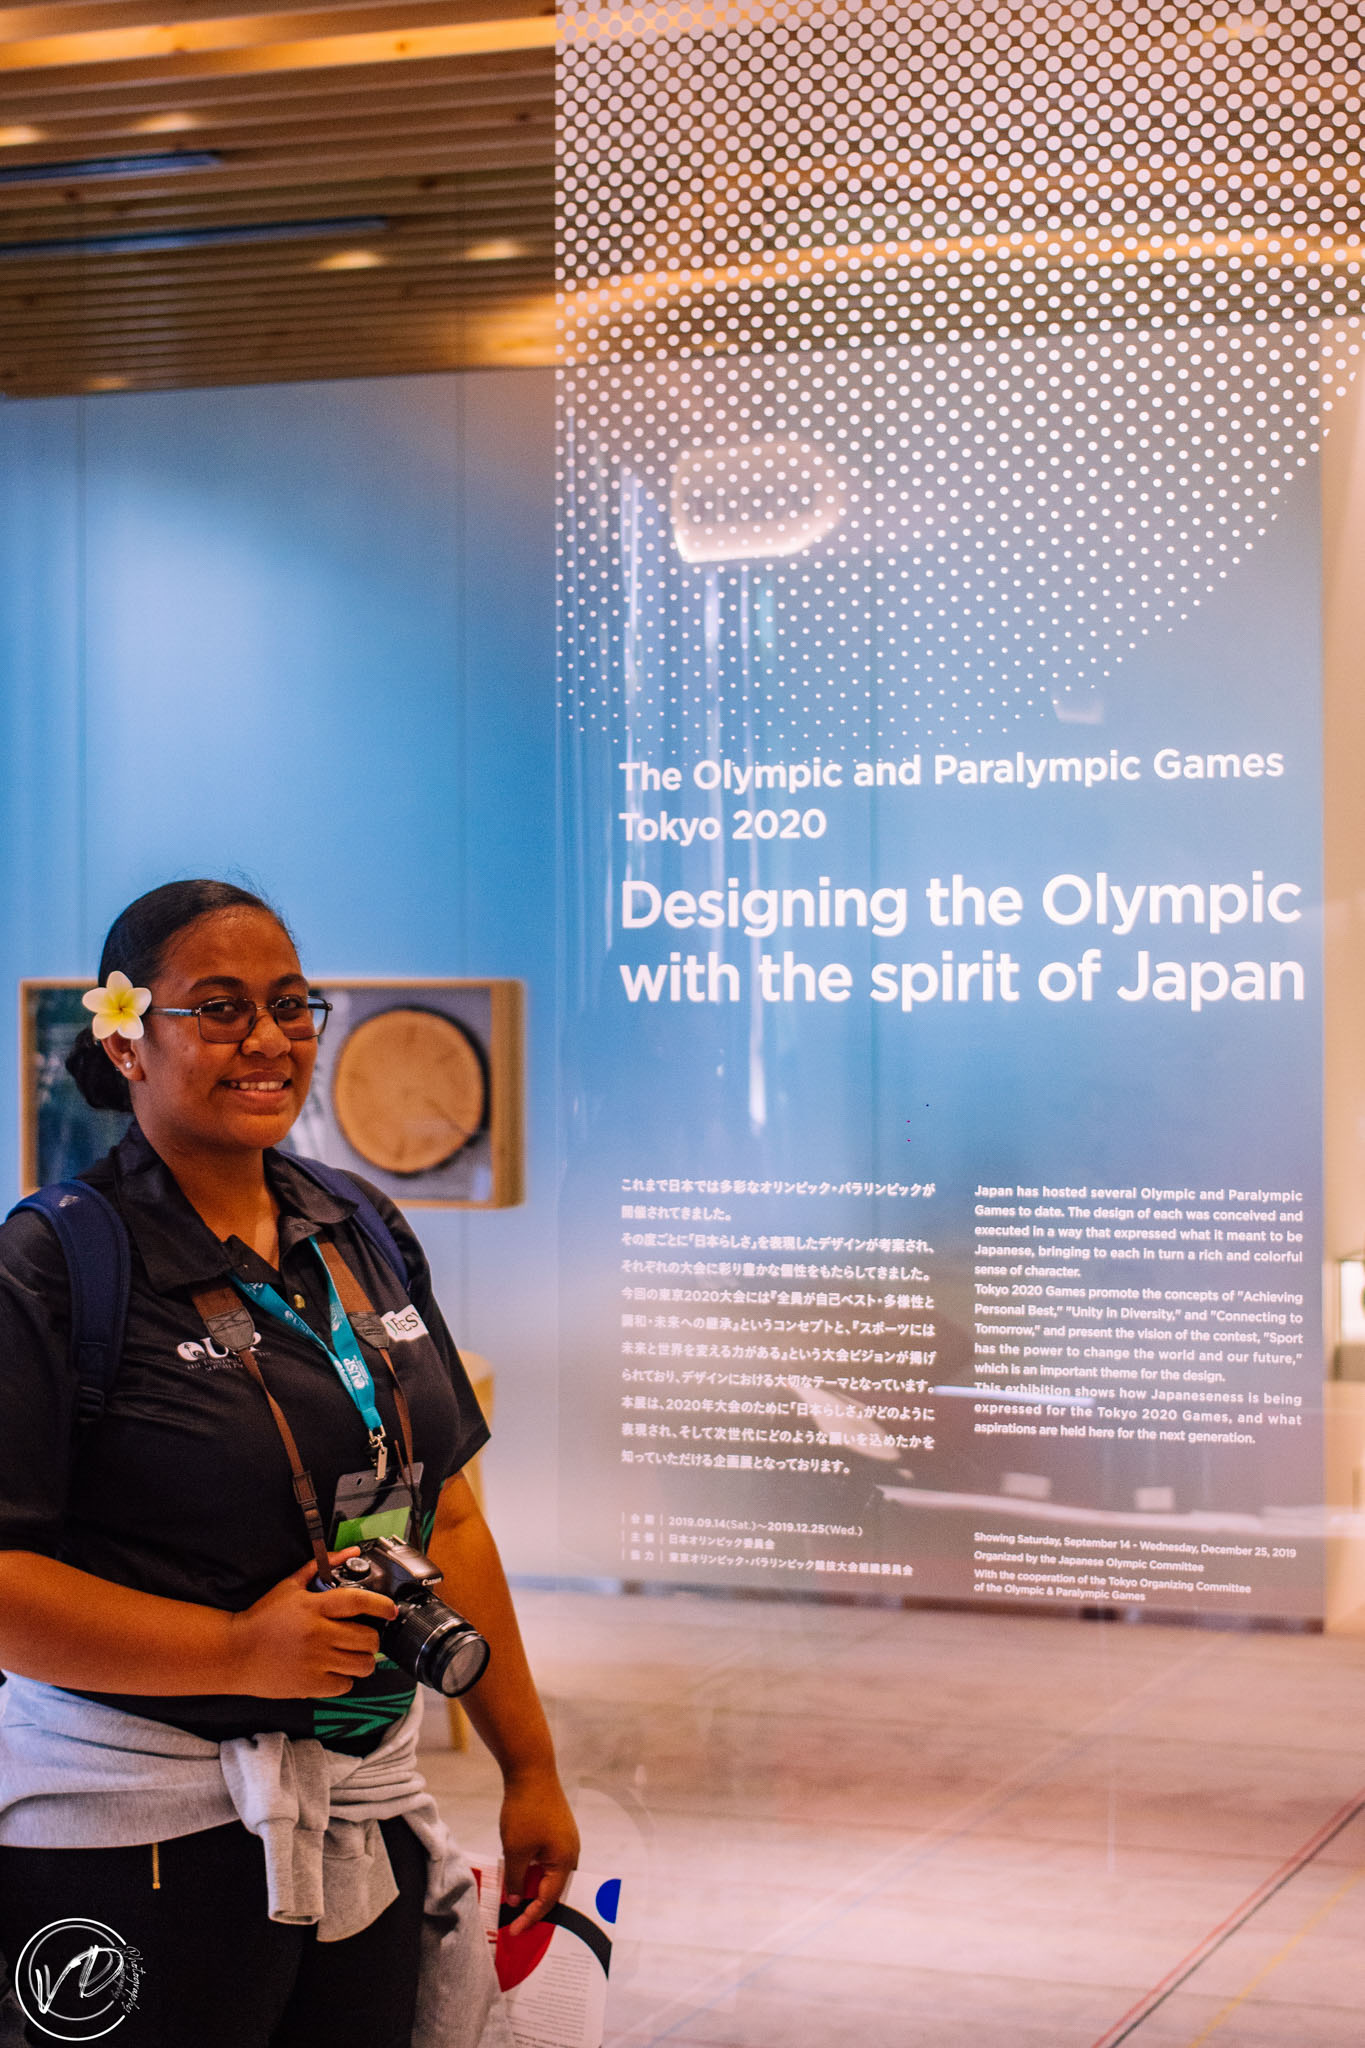 The Olympic and Paralympic Games
Tokyo 2020
Designing the Olympic
with the spirit of Japan
これまで日本では多彩なオリンピック・パラリンピックが
開催されてきました。
その度ごとに「日本らしさ」を表現したデザインが考案され、
それぞれの大会に彩り豊かな個性をもたらしてきました。
今回の東京2020大会には『全員が自己ベスト・多様性と
調和・未来への継承』というコンセプトと、『スポーツには
未来と世界を変える力がある』という大会ビジョンが掲げ
られており、デザインにおける大切なテーマとなっています。
本展は、2020年大会のために「日本らしさ」がどのように
表現され、そして次世代にどのような願いを込めたかを
知っていただける企画展となっております。
Japan has hosted several Olympic and Paralympic
Games to date. The design of each was conceived and
executed in a way that expressed what it meant to be
Japanese, bringing to each in turn a rich and colorful
sense of character.
Tokyo 2020 Games promote the concepts of "Achieving
Personal Best," "Unity in Diversity," and "Connecting to
Tomorrow," and present the vision of the contest, "Sport
has the power to change the world and our future,"
which is an important theme for the design.
This exhibition shows how Japaneseness is being
expressed for the Tokyo 2020 Games, and what
aspirations are held here for the next generation.
| 会 期 | 2019.09.14(Sat.)～2019.12.25(Wed.)
| 主 催 | 日本オリンピック委員会
| 協 力 | 東京オリンピック・パラリンピック競技大会組織委員会
Showing Saturday, September 14 - Wednesday, December 25, 2019
Organized by the Japanese Olympic Committee
With the cooperation of the Tokyo Organizing Committee
of the Olympic & Paralympic Games
USP
USP
Canon
VD
Photography